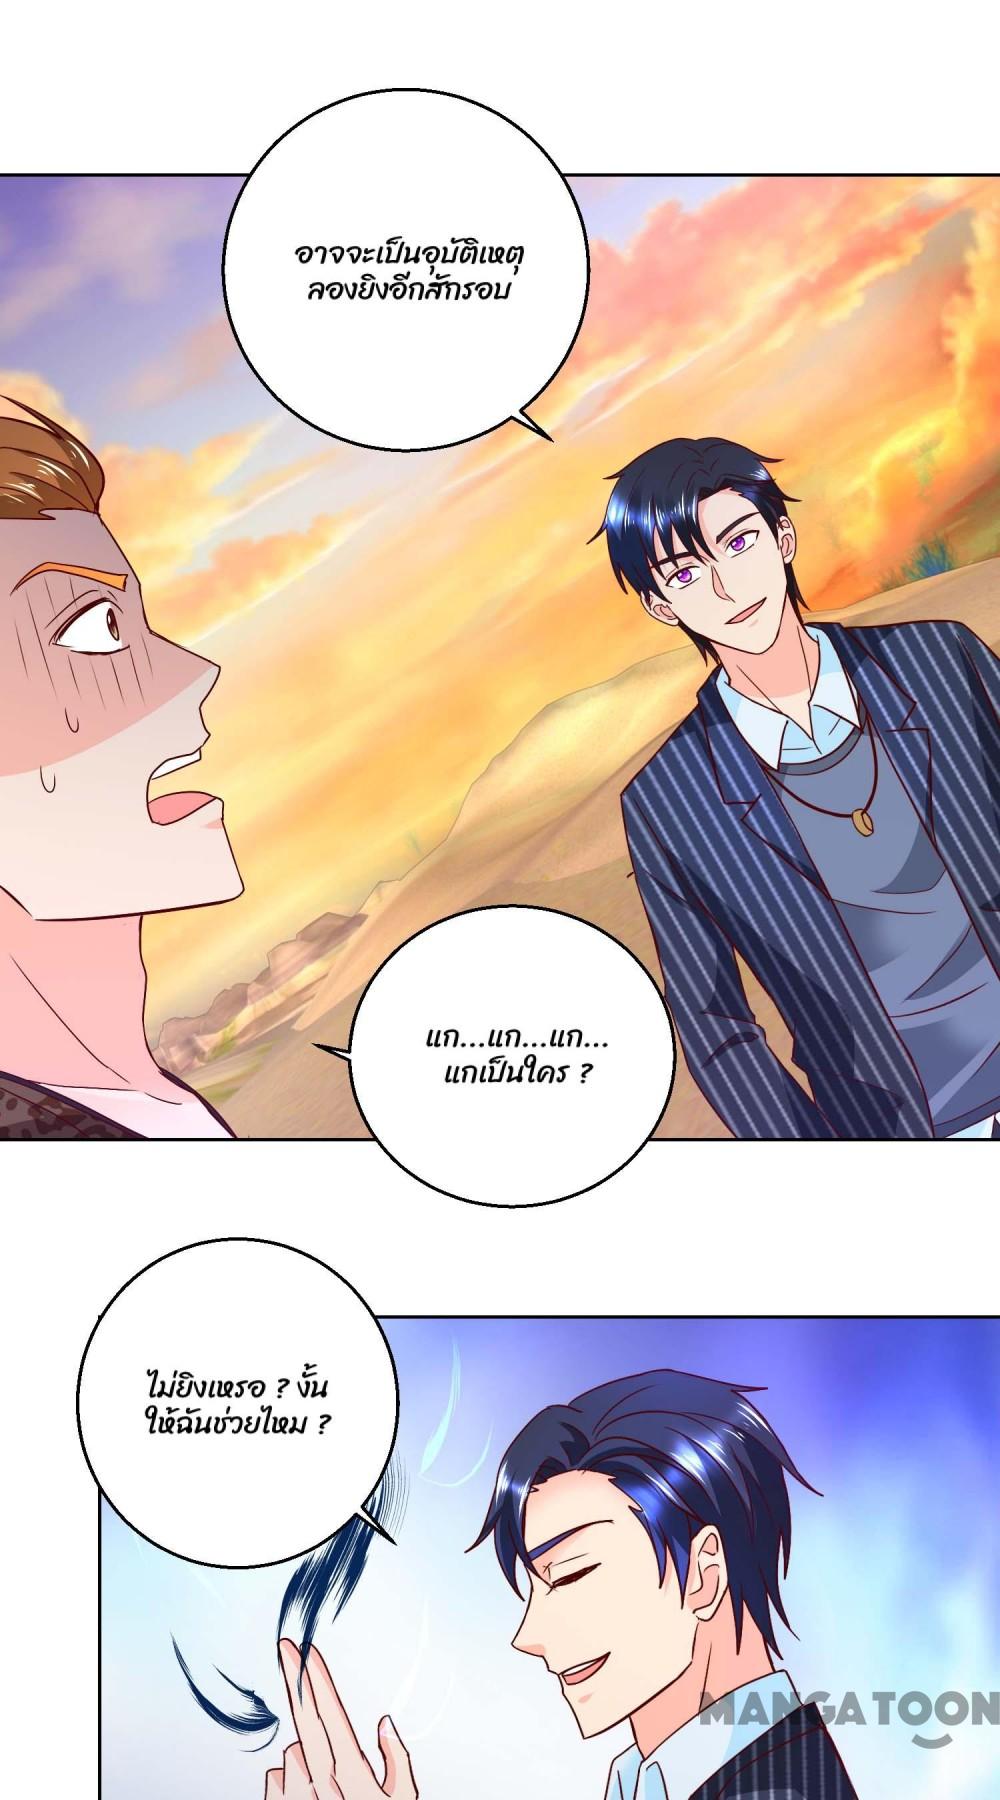 อาจจะเป็นอุบัติเหตุ
ลองยิงอีกสักรอบ
แก...แก...แก...
แกเป็นใคร ?
ไม่ยิงเหรอ ? งั้น
ให้ฉันช่วยไหม ?
MANGATOON